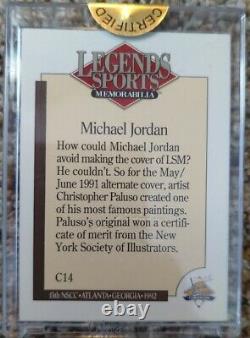 CERTIFIED
LEGENDS
SPORTS
MEMORABILIA
Michael Jordan
How could Michael Jordan
avoid making the cover of LSM?
He couldn't. So for the May/
June 1991 alternate cover, artist
Christopher Paluso created one
of his most famous paintings.
Paluso's original won a certifi-
cate of merit from the New
York Society of Illustrators.
C14
NSCC • ATLANTA • GEORGIA • 1992